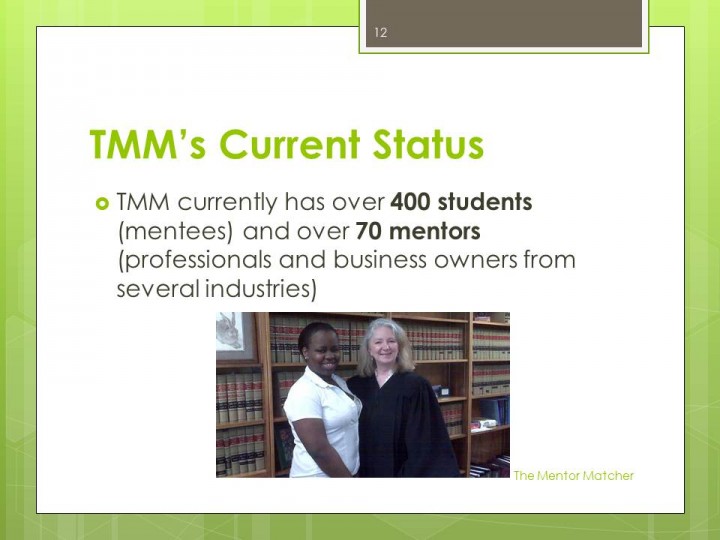 12
TMM’s Current Status
TMM currently has over 400 students
(mentees) and over 70 mentors
(professionals and business owners from
several industries)
The Mentor Matcher